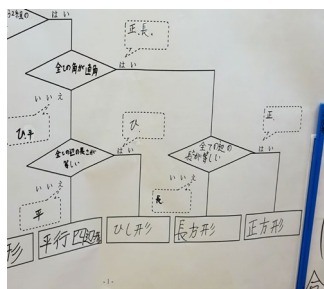 はい
正、長。
全ての角が直角
はい
いいえ
ひ平
ひ
正
全ての辺の長さが
等しい
はい
全ての辺の
長さが等しい
はい
いいえ
いいえ
平
長
形
平行四辺形
ひし形
長方形
正方形
-1-